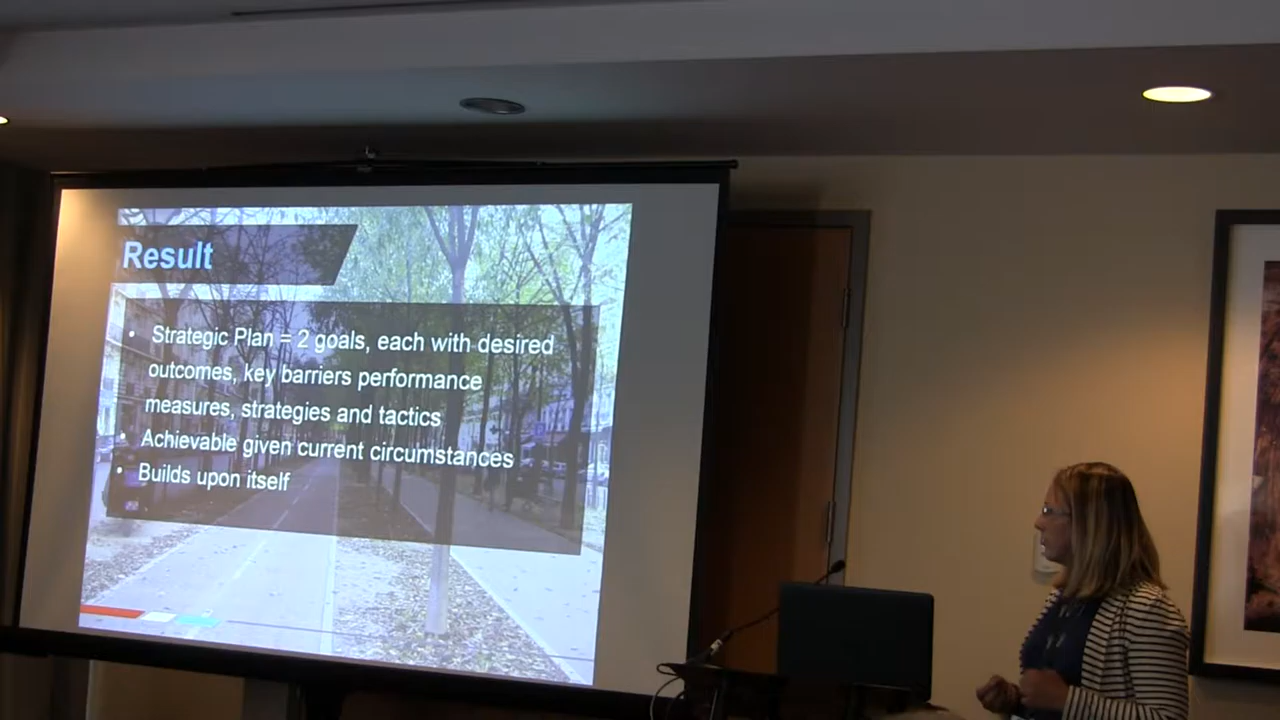 Result
• Strategic Plan = 2 goals, each with desired
outcomes, key barriers performance
measures, strategies and tactics
• Achievable given current circumstances
• Builds upon itself